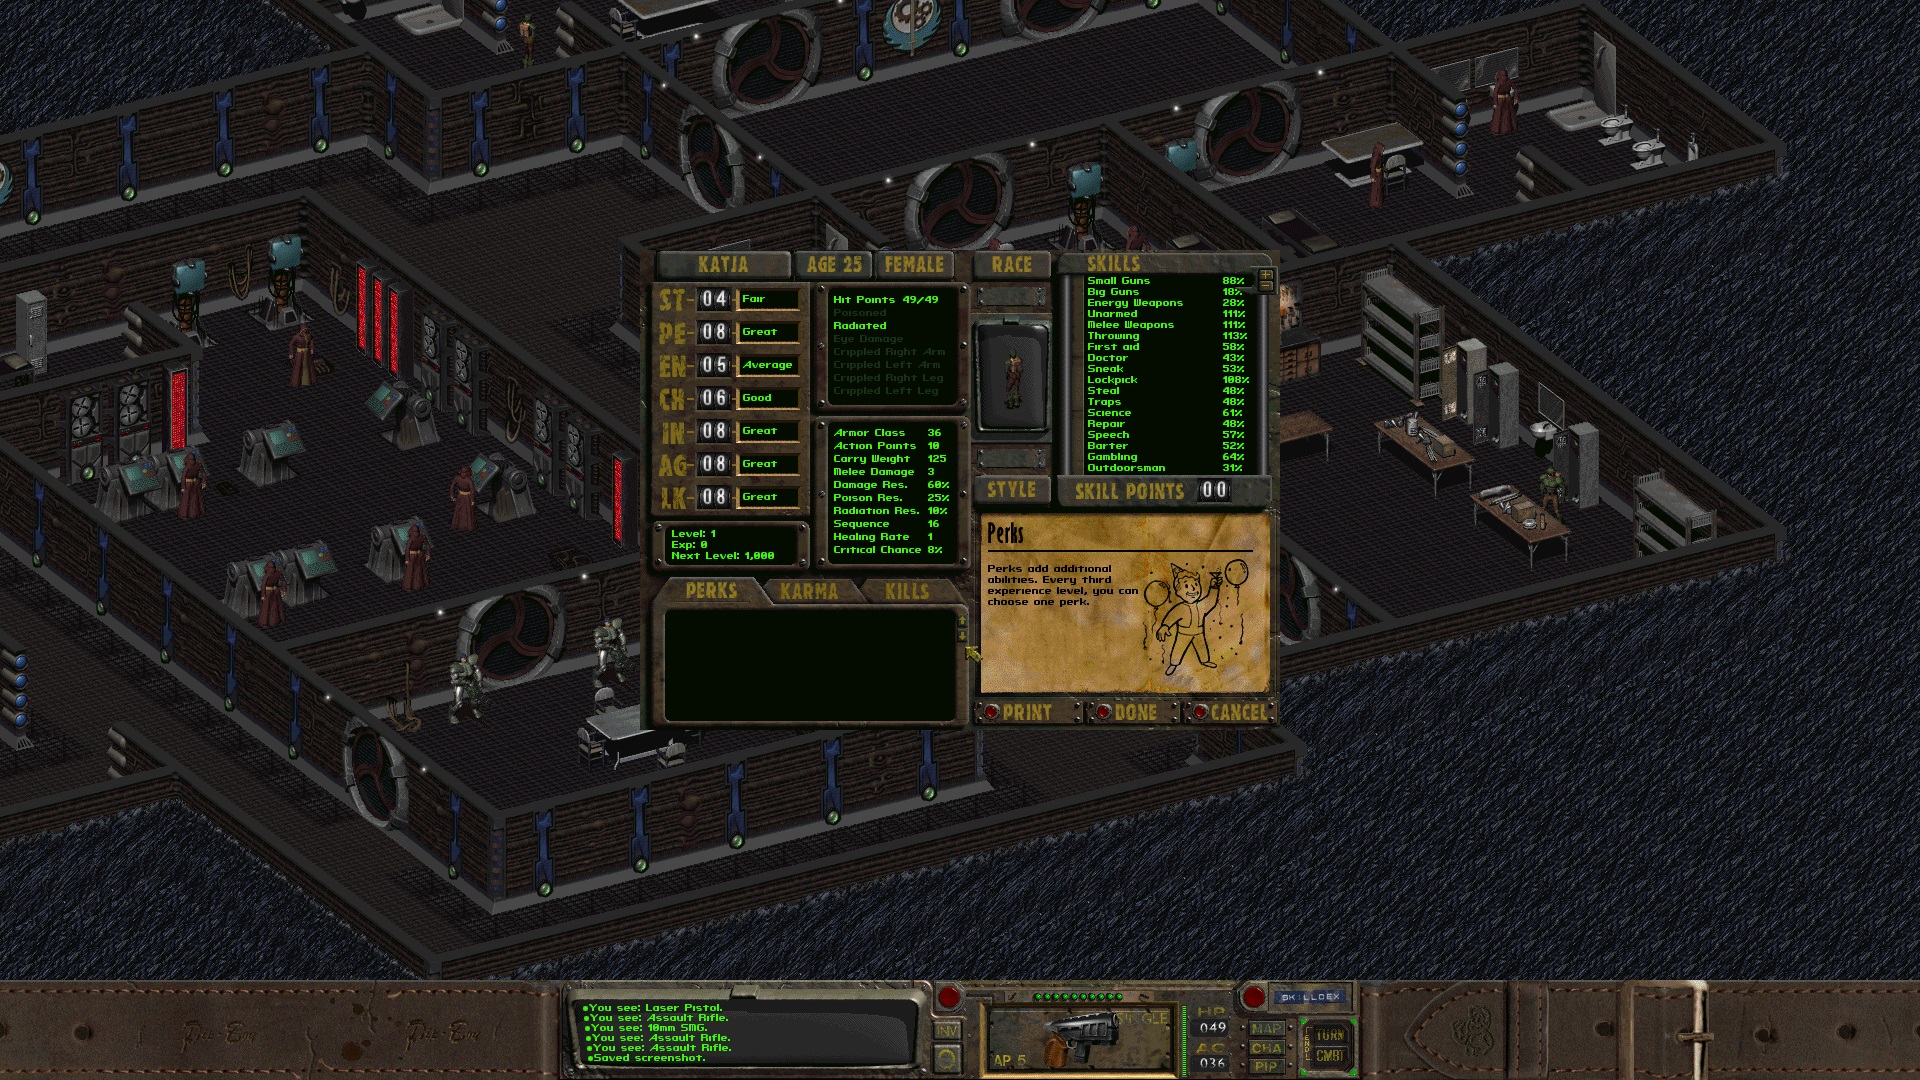 KATJA
AGE 25
FEMALE
RACE
SKILLS
ST 04 Fair
PE 08 Great
EN 05 Average
CH 06 Good
IN 08 Great
AG 08 Great
LK 08 Great
Level: 1
Exp: 0
Next Level: 1,000
Hit Points 49/49
Poisoned
Radiated
Eye Damage
Crippled Right Arm
Crippled Left Arm
Crippled Right Leg
Crippled Left Leg
Armor Class 36
Action Points 10
Carry Weight 125
Melee Damage 3
Damage Res. 60%
Poison Res. 25%
Radiation Res. 10%
Sequence 16
Healing Rate 1
Critical Chance 8%
Small Guns 88%
Big Guns 18%
Energy Weapons 28%
Unarmed 111%
Melee Weapons 111%
Throwing 113%
First aid 58%
Doctor 43%
Sneak 53%
Lockpick 108%
Steal 48%
Traps 48%
Science 61%
Repair 48%
Speech 57%
Barter 52%
Gambling 64%
Outdoorsman 31%
STYLE
SKILL POINTS 00
PERKS
KARMA
KILLS
Perks
Perks add additional
abilities. Every third
experience level, you can
choose one perk.
PRINT
DONE
CANCEL
You see: Laser Pistol.
You see: Assault Rifle.
You see: 10mm SMG.
You see: Assault Rifle.
You see: Assault Rifle.
Saved screenshot.
INV
SINGLE
AP 5
HP
049
AC
036
SKILLDEX
MAP
CHA
PIP
TURN
CMBT